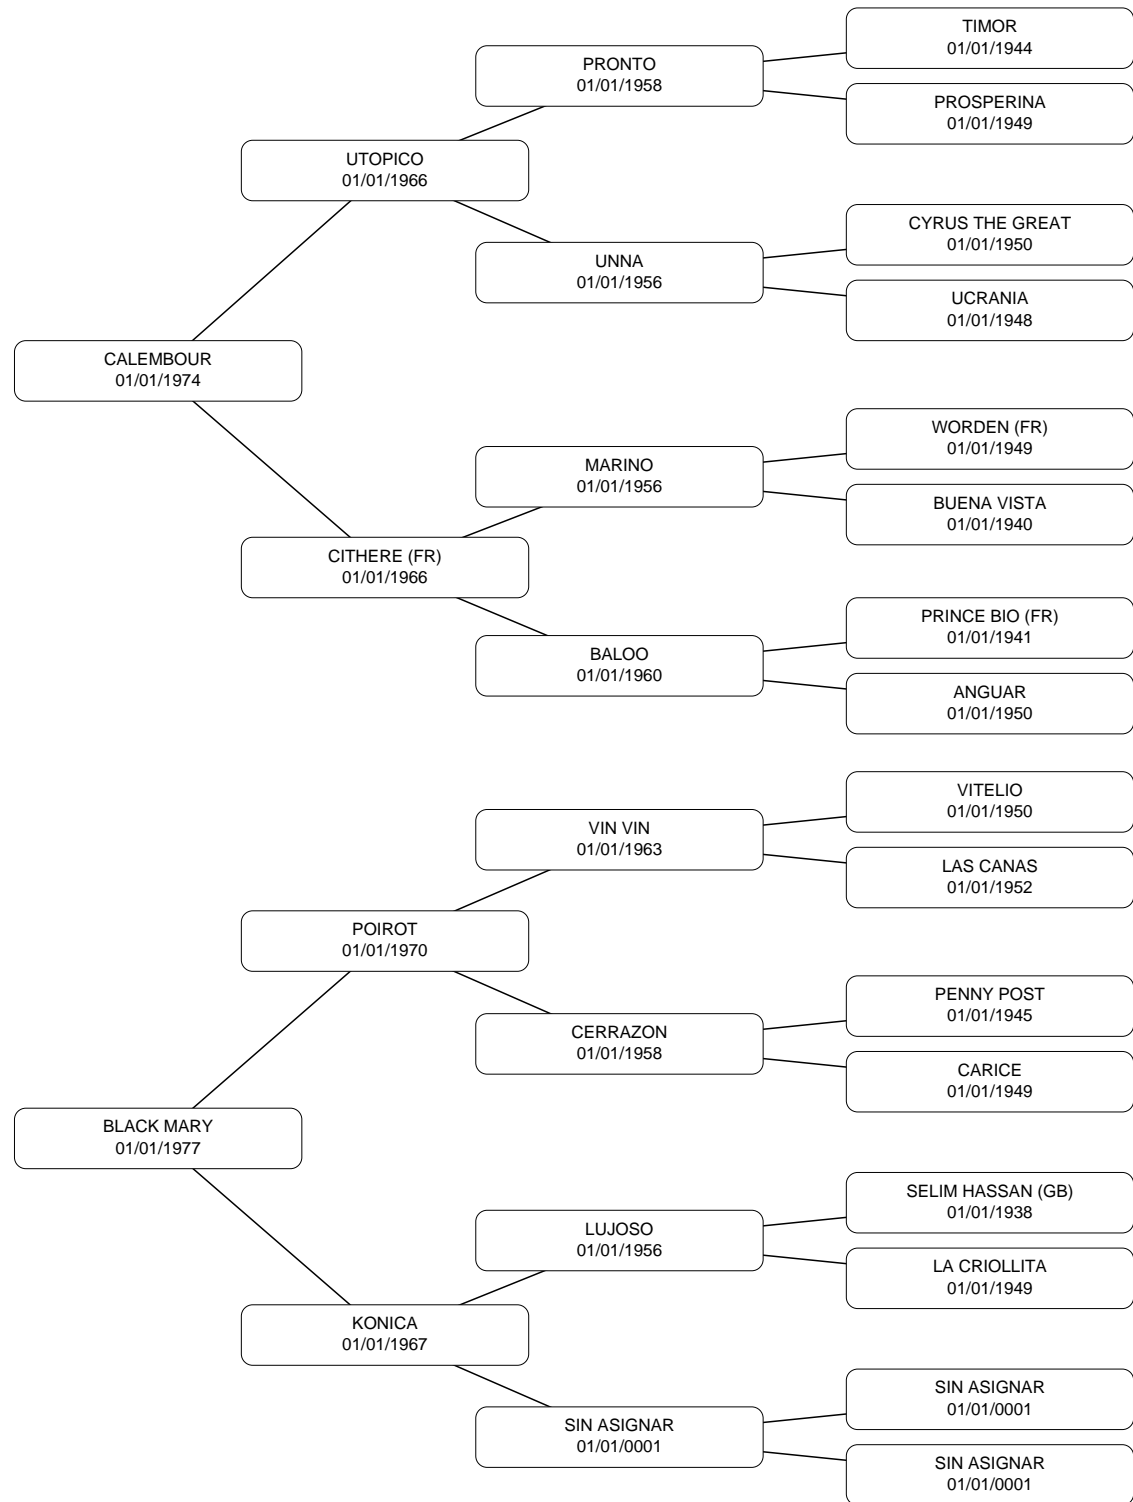 TIMOR
01/01/1944
PRONTO
01/01/1958
PROSPERINA
01/01/1949
UTOPICO
01/01/1966
CYRUS THE GREAT
01/01/1950
UNNA
01/01/1956
UCRANIA
01/01/1948
CALEMBOUR
01/01/1974
WORDEN (FR)
01/01/1949
MARINO
01/01/1956
BUENA VISTA
01/01/1940
CITHERE (FR)
01/01/1966
PRINCE BIO (FR)
01/01/1941
BALOO
01/01/1960
ANGUAR
01/01/1950
VITELIO
01/01/1950
VIN VIN
01/01/1963
LAS CANAS
01/01/1952
POIROT
01/01/1970
PENNY POST
01/01/1945
CERRAZON
01/01/1958
CARICE
01/01/1949
BLACK MARY
01/01/1977
SELIM HASSAN (GB)
01/01/1938
LUJOSO
01/01/1956
LA CRIOLLITA
01/01/1949
KONICA
01/01/1967
SIN ASIGNAR
01/01/0001
SIN ASIGNAR
01/01/0001
SIN ASIGNAR
01/01/0001